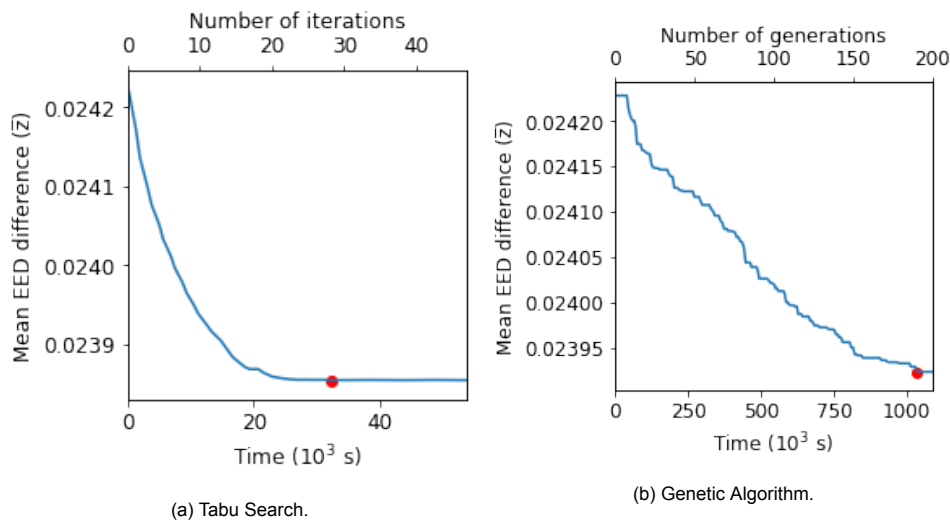 Number of iterations
0 10 20 30 40
Mean EED difference (z̅)
0.0242
0.0241
0.0240
0.0239
0 20 40
Time (10³ s)
(a) Tabu Search.
Number of generations
0 50 100 150 200
Mean EED difference (z̅)
0.02420
0.02415
0.02410
0.02405
0.02400
0.02395
0 250 500 750 1000
Time (10³ s)
(b) Genetic Algorithm.